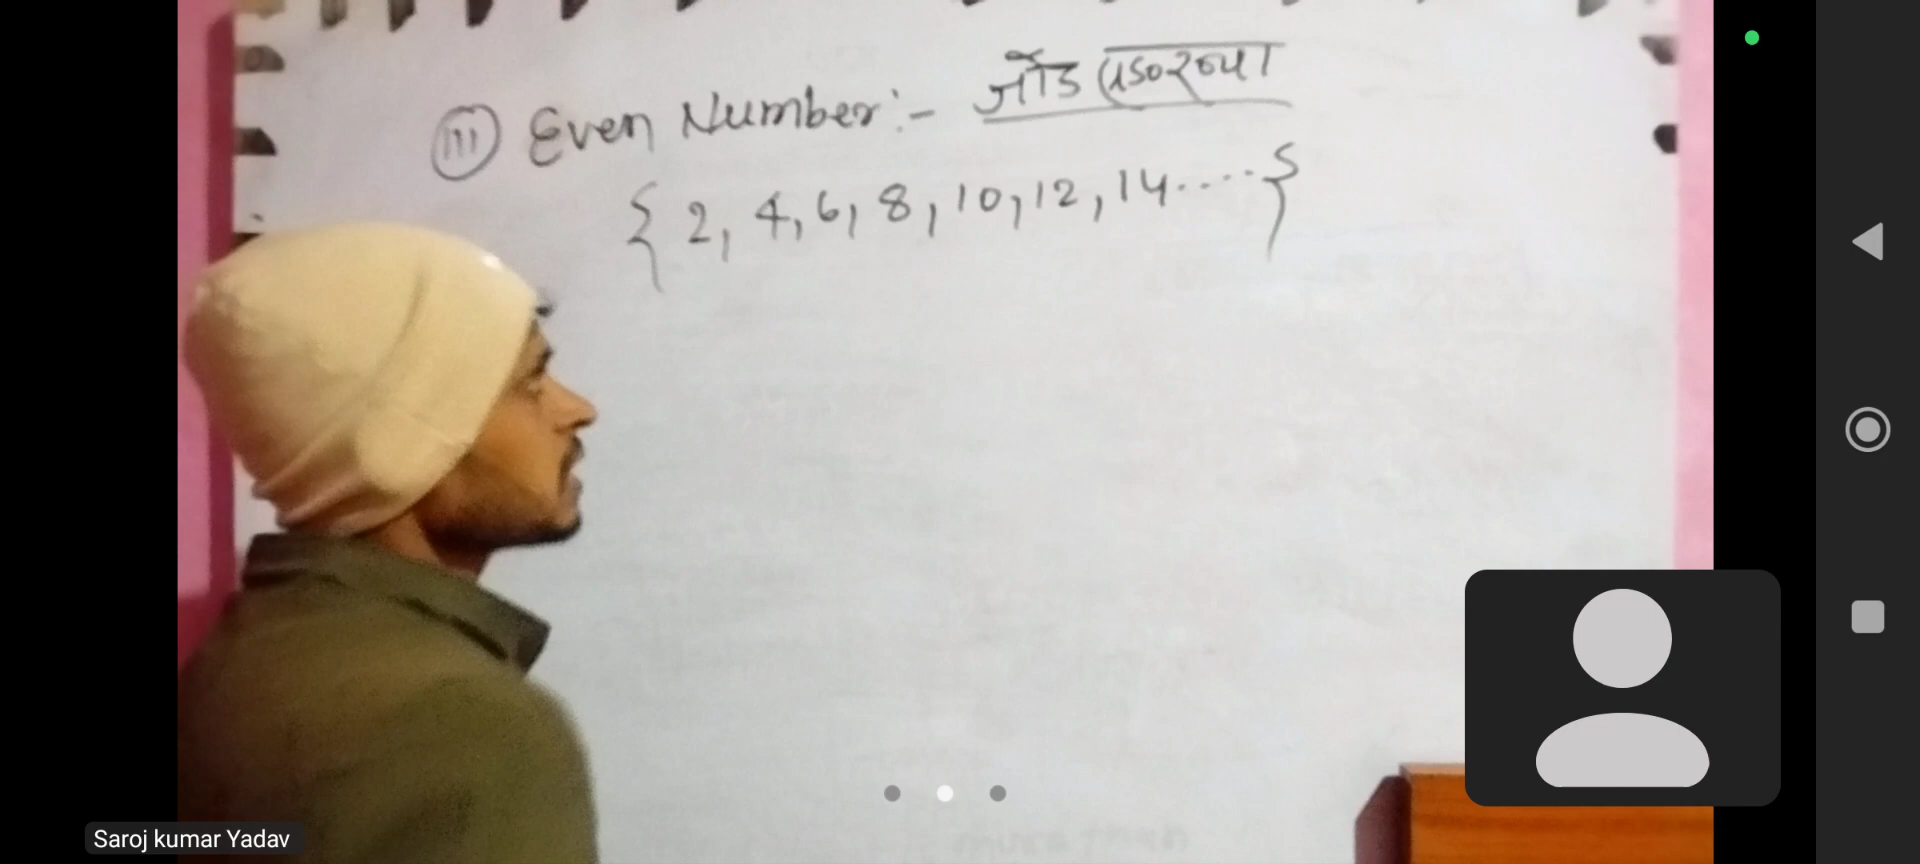 (iii) Even Number:- जोड संख्या
{ 2, 4, 6, 8, 10, 12, 14.... }
Saroj kumar Yadav